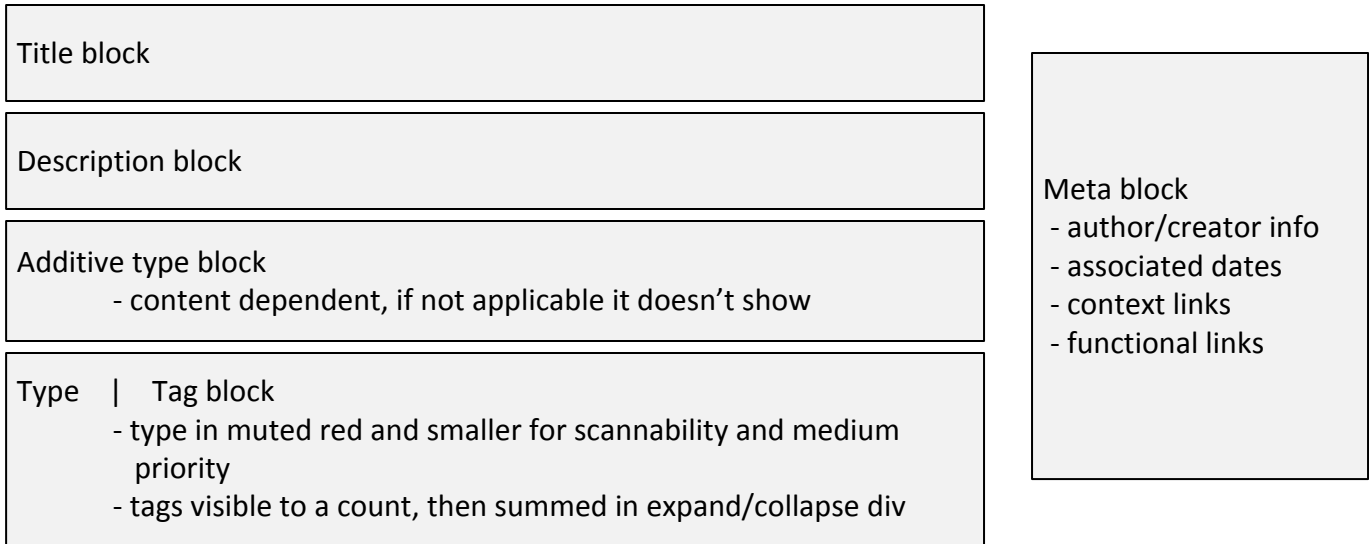 Title block
Description block
Additive type block
- content dependent, if not applicable it doesn’t show
Type | Tag block
- type in muted red and smaller for scannability and medium
priority
- tags visible to a count, then summed in expand/collapse div
Meta block
- author/creator info
- associated dates
- context links
- functional links